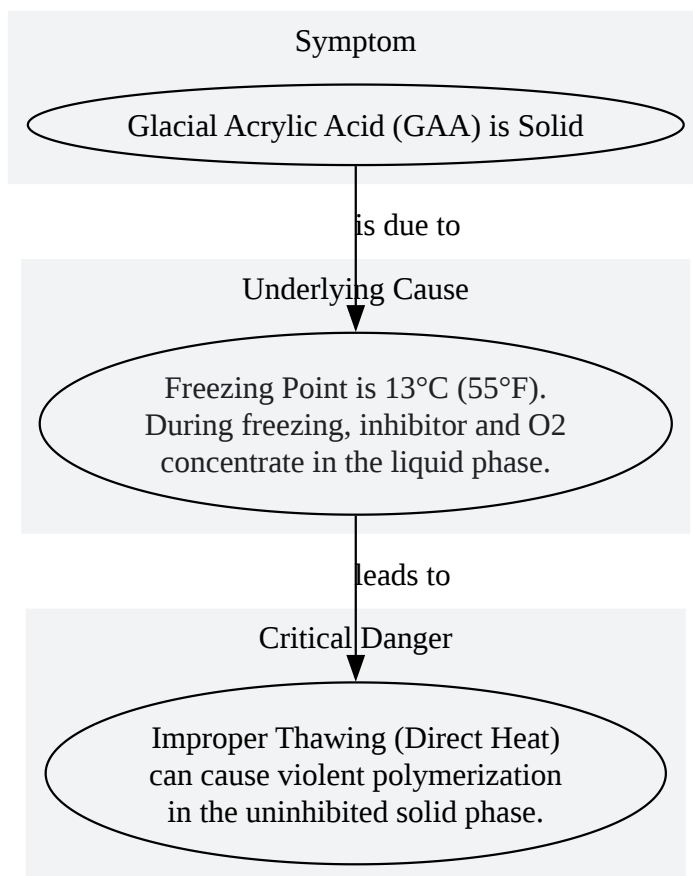 Symptom
Glacial Acrylic Acid (GAA) is Solid
is due to
Underlying Cause
Freezing Point is 13°C (55°F).
During freezing, inhibitor and O2
concentrate in the liquid phase.
leads to
Critical Danger
Improper Thawing (Direct Heat)
can cause violent polymerization
in the uninhibited solid phase.